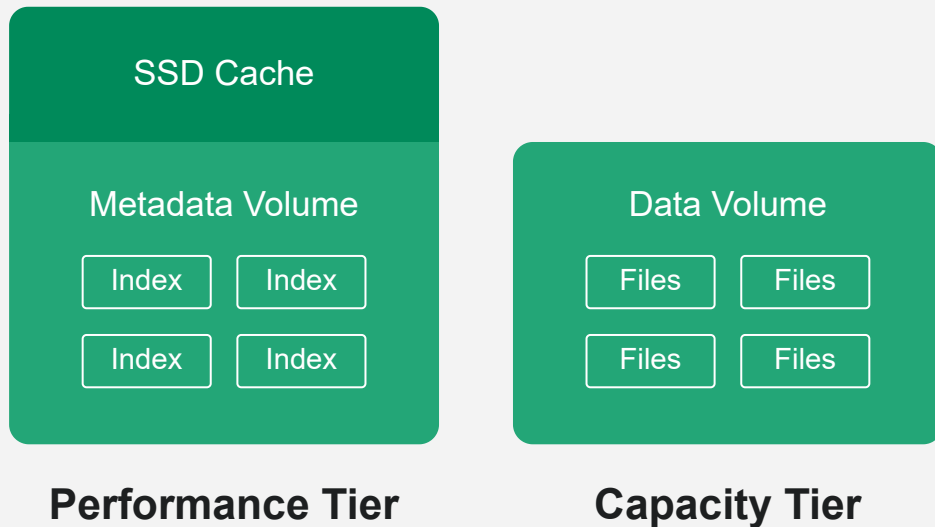 SSD Cache
Metadata Volume
Index Index
Index Index
Performance Tier
Data Volume
Files Files
Files Files
Capacity Tier